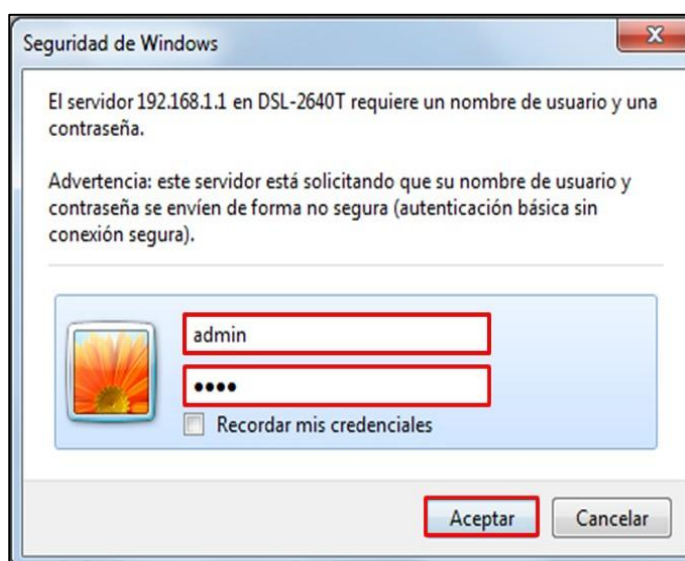 Seguridad de Windows
El servidor 192.168.1.1 en DSL-2640T requiere un nombre de usuario y una
contraseña.
Advertencia: este servidor está solicitando que su nombre de usuario y
contraseña se envíen de forma no segura (autenticación básica sin
conexión segura).
admin
••••
Recordar mis credenciales
Aceptar
Cancelar